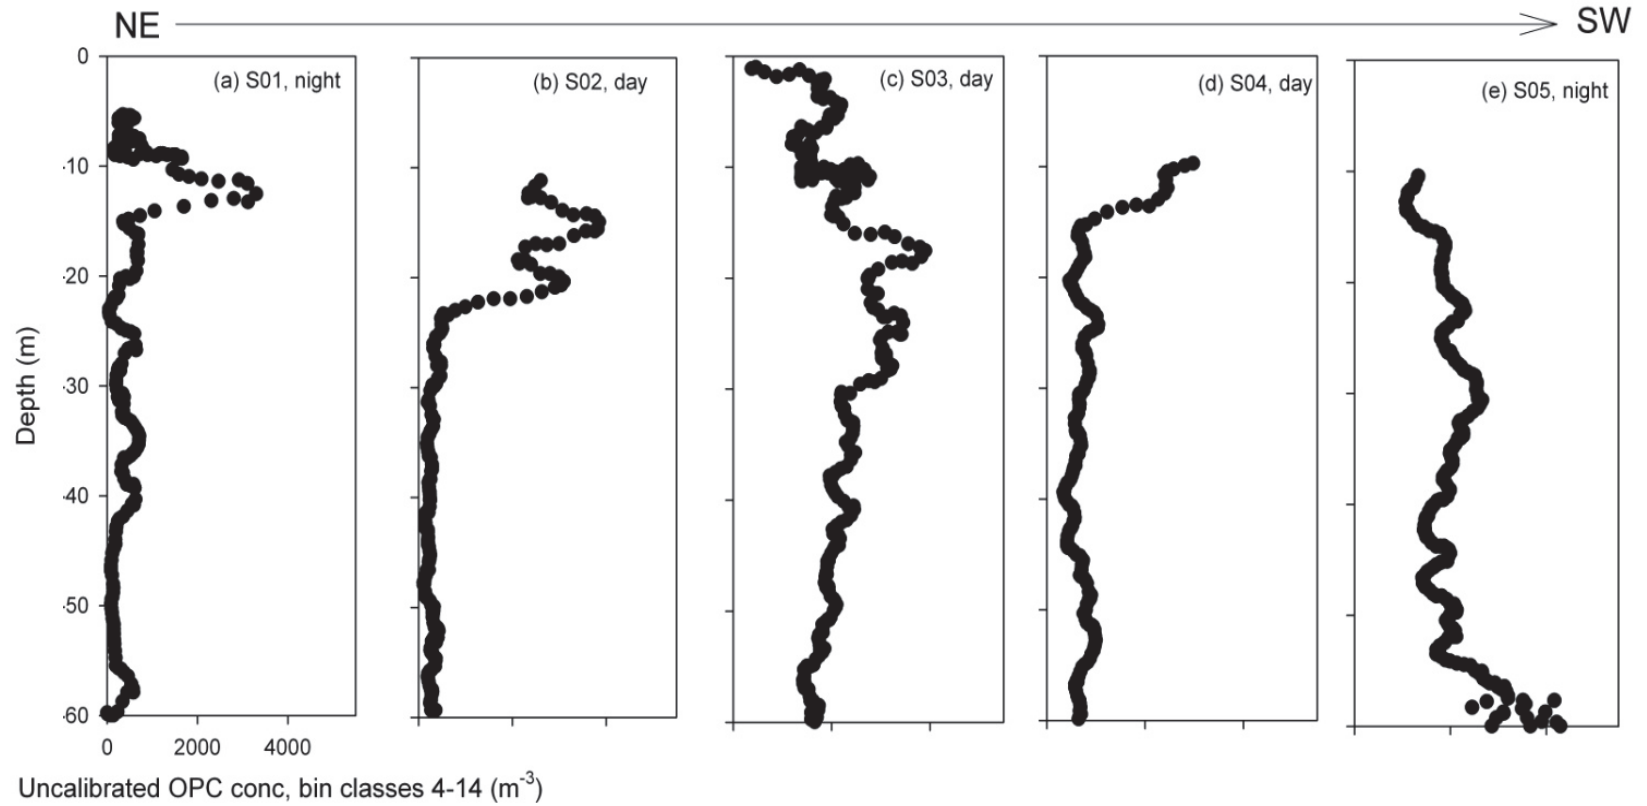 NE SW
0 (a) S01, night (b) S02, day (c) S03, day (d) S04, day (e) S05, night
-10
-20
-30
-40
-50
-60
Depth (m)
0 2000 4000
Uncalibrated OPC conc, bin classes 4-14 (m-3)